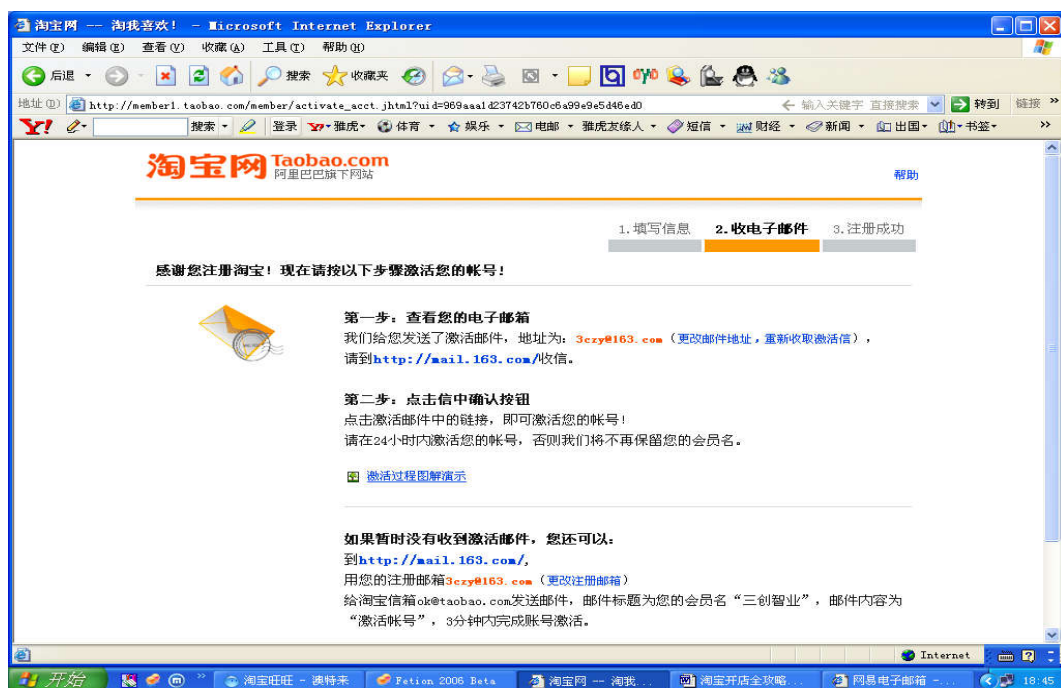 淘宝网 —— 淘我喜欢! - Microsoft Internet Explorer
文件(F) 编辑(E) 查看(V) 收藏(A) 工具(T) 帮助(H)
后退 搜索 收藏夹
地址(D) http://member1.taobao.com/member/activate_acct.jhtml?uid=969aaa1d23742b760c6a99e9e5d46ed0 输入关键字 直接搜索 转到 链接 »
Y! 搜索 登录 雅虎 体育 娱乐 电邮 雅虎友缘人 短信 财经 新闻 出国 书签 »
淘宝网 Taobao.com
阿里巴巴旗下网站
帮助
1.填写信息 2.收电子邮件 3.注册成功
感谢您注册淘宝! 现在请按以下步骤激活您的帐号!
第一步: 查看您的电子邮箱
我们给您发送了激活邮件, 地址为: 3czy@163.com (更改邮件地址,重新收取激活信),
请到http://mail.163.com/收信。
第二步: 点击信中确认按钮
点击激活邮件中的链接, 即可激活您的帐号!
请在24小时内激活您的帐号, 否则我们将不再保留您的会员名。
激活过程图解演示
如果暂时没有收到激活邮件, 您还可以:
到http://mail.163.com/,
用您的注册邮箱3czy@163.com (更改注册邮箱)
给淘宝信箱ok@taobao.com发送邮件, 邮件标题为您的会员名“三创智业”, 邮件内容为
“激活帐号”, 3分钟内完成账号激活。
Internet
开始 » 淘宝旺旺 - 澳特来 Fetion 2006 Beta 淘宝网 —— 淘我... 淘宝开店全攻略... 网易电子邮箱 -... 18:45